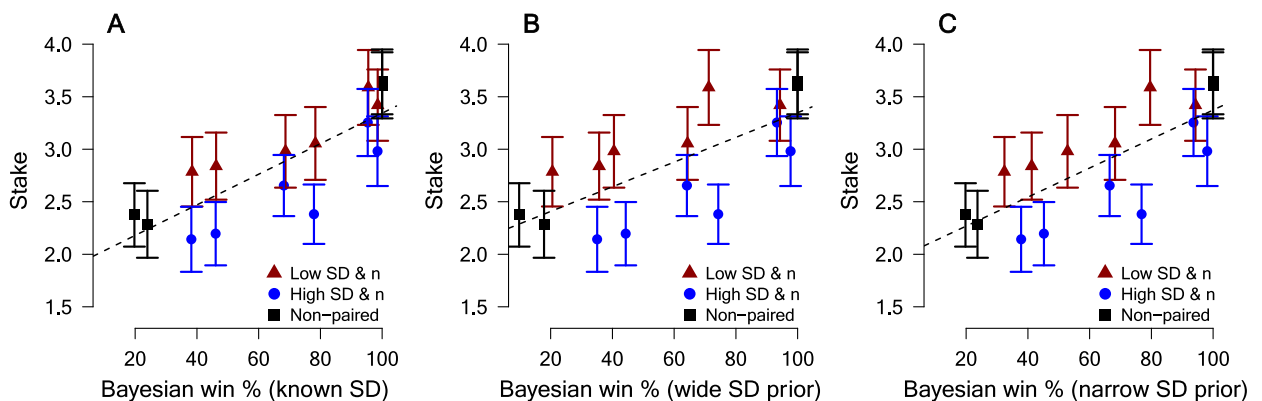 A
Stake
4.0
3.5
3.0
2.5
2.0
1.5
Low SD & n
High SD & n
Non−paired
20 40 60 80 100
Bayesian win % (known SD)
B
Stake
4.0
3.5
3.0
2.5
2.0
1.5
Low SD & n
High SD & n
Non−paired
20 40 60 80 100
Bayesian win % (wide SD prior)
C
Stake
4.0
3.5
3.0
2.5
2.0
1.5
Low SD & n
High SD & n
Non−paired
20 40 60 80 100
Bayesian win % (narrow SD prior)